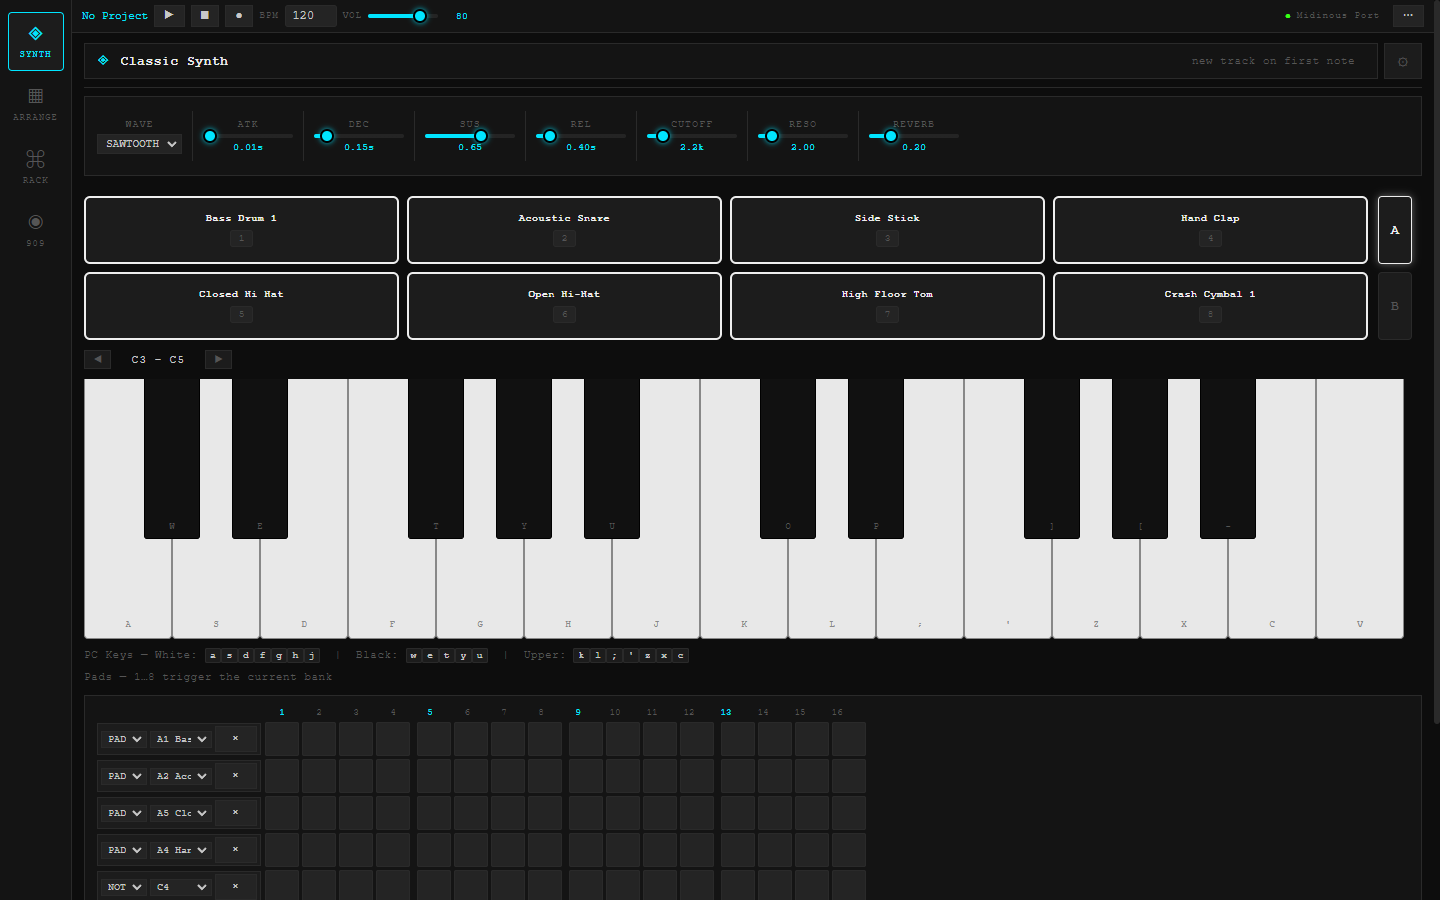 No Project BPM 120 VOL 80 Midinous Port ...
SYNTH
ARRANGE
RACK
909
Classic Synth new track on first note
WAVE ATK DEC SUS REL CUTOFF RESO REVERB
SAWTOOTH 0.01s 0.15s 0.65 0.40s 2.2k 2.00 0.20
Bass Drum 1 Acoustic Snare Side Stick Hand Clap A
1 2 3 4
Closed Hi Hat Open Hi-Hat High Floor Tom Crash Cymbal 1 B
5 6 7 8
C3 – C5
W E T Y U O P ] [ -
A S D F G H J K L ; ' Z X C V
PC Keys — White: a s d f g h j | Black: w e t y u | Upper: k l ; ' z x c
Pads — 1…8 trigger the current bank
1 2 3 4 5 6 7 8 9 10 11 12 13 14 15 16
PAD A1 Bas ×
PAD A2 Acc ×
PAD A5 Clo ×
PAD A4 Har ×
NOT C4 ×